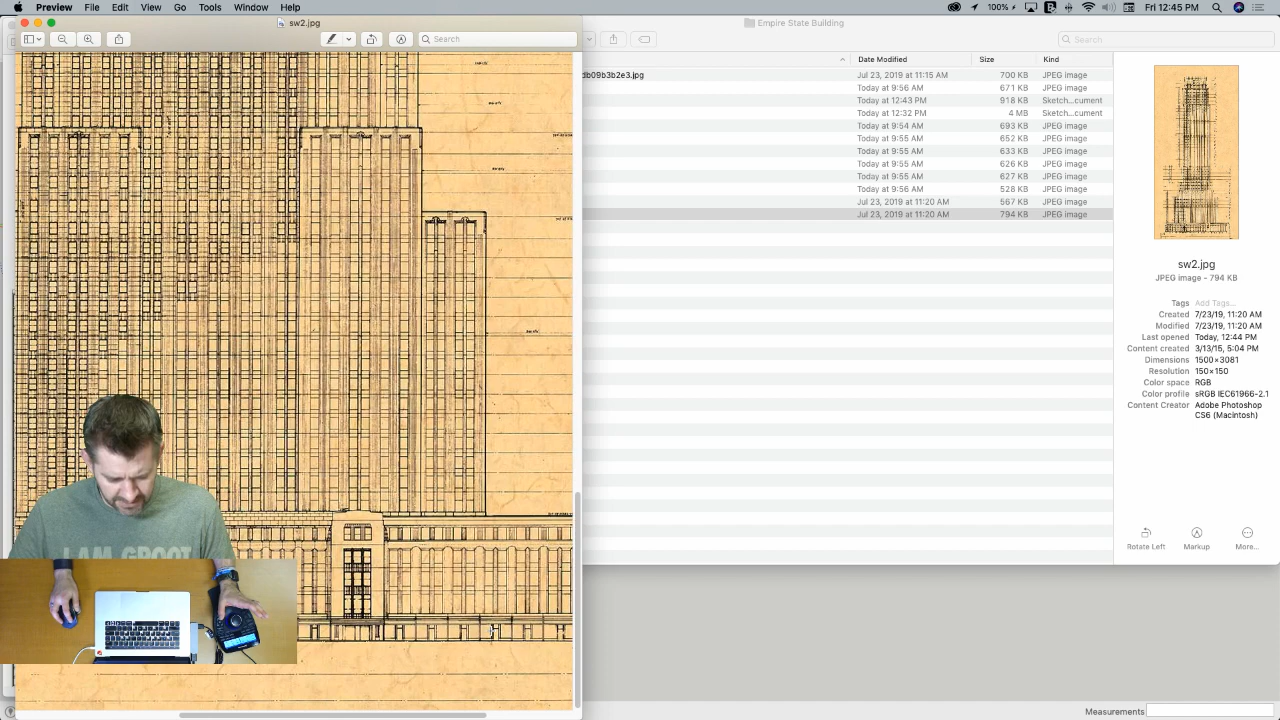 Preview File Edit View Go Tools Window Help
100% Fri 12:45 PM
sw2.jpg
Empire State Building
Search
Search
Date Modified Size Kind
db09b3b2e3.jpg Jul 23, 2019 at 11:15 AM 700 KB JPEG image
Today at 9:56 AM 671 KB JPEG image
Today at 12:43 PM 918 KB Sketch...cument
Today at 12:32 PM 4 MB Sketch...cument
Today at 9:54 AM 693 KB JPEG image
Today at 9:55 AM 652 KB JPEG image
Today at 9:55 AM 633 KB JPEG image
Today at 9:55 AM 626 KB JPEG image
Today at 9:55 AM 627 KB JPEG image
Today at 9:56 AM 528 KB JPEG image
Jul 23, 2019 at 11:20 AM 567 KB JPEG image
Jul 23, 2019 at 11:20 AM 794 KB JPEG image
sw2.jpg
JPEG image - 794 KB
Tags Add Tags...
Created 7/23/19, 11:20 AM
Modified 7/23/19, 11:20 AM
Last opened Today, 12:44 PM
Content created 3/13/15, 5:04 PM
Dimensions 1500×3081
Resolution 150×150
Color space RGB
Color profile sRGB IEC61966-2.1
Content Creator Adobe Photoshop
CS6 (Macintosh)
Rotate Left Markup More...
I AM GROOT
Measurements